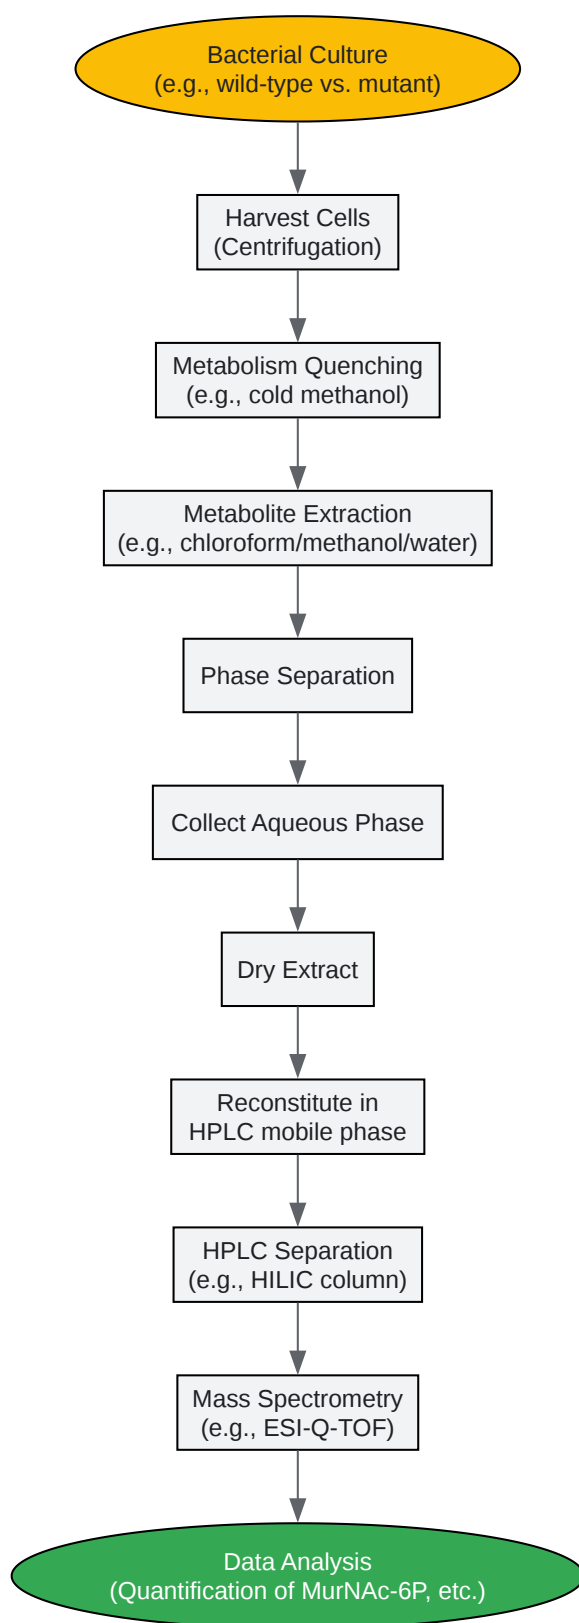 Bacterial Culture
(e.g., wild-type vs. mutant)
Harvest Cells
(Centrifugation)
Metabolism Quenching
(e.g., cold methanol)
Metabolite Extraction
(e.g., chloroform/methanol/water)
Phase Separation
Collect Aqueous Phase
Dry Extract
Reconstitute in
HPLC mobile phase
HPLC Separation
(e.g., HILIC column)
Mass Spectrometry
(e.g., ESI-Q-TOF)
Data Analysis
(Quantification of MurNAc-6P, etc.)